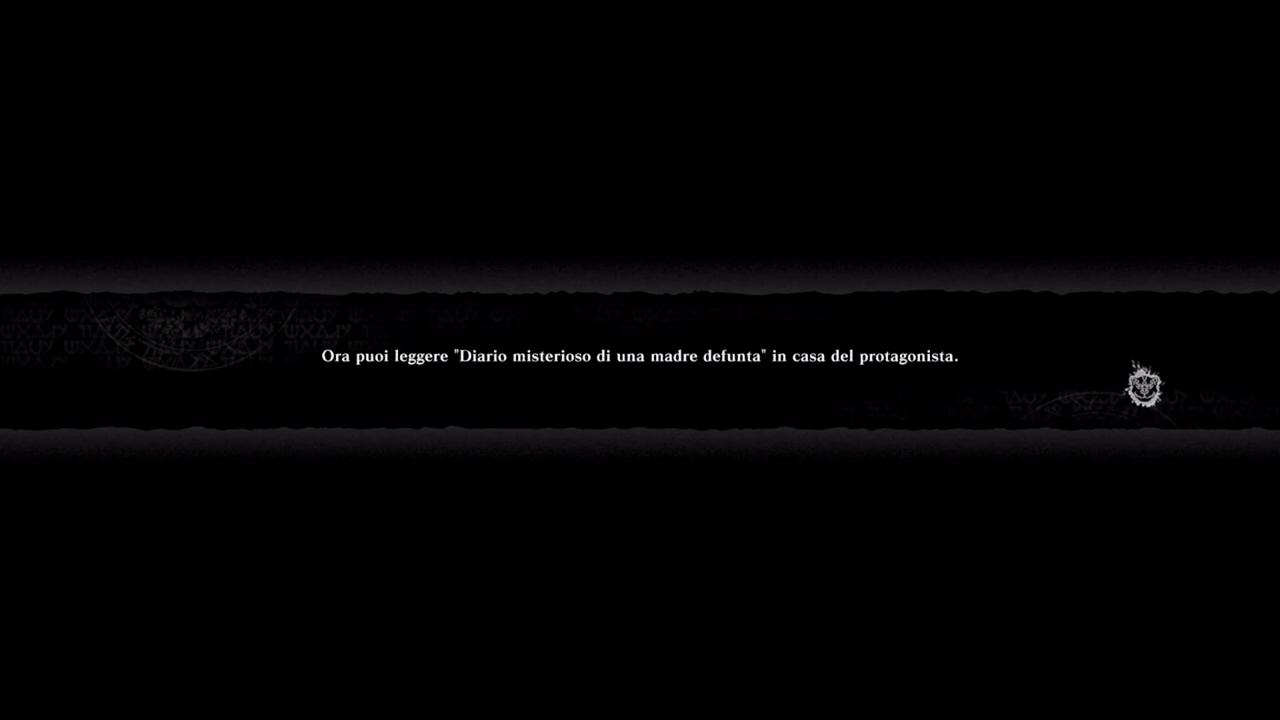 Ora puoi leggere "Diario misterioso di una madre defunta" in casa del protagonista.